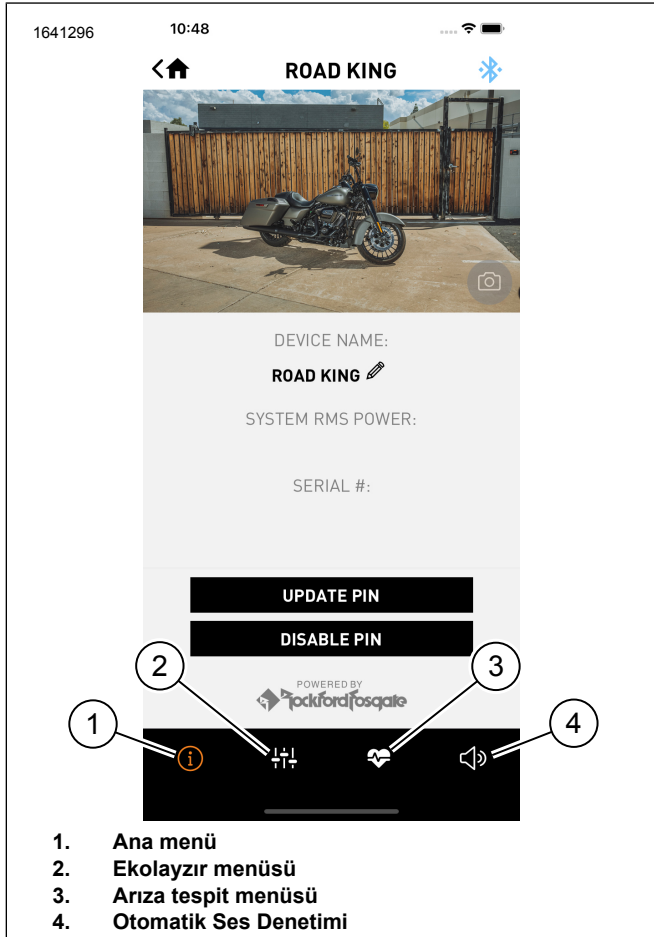 1641296
10:48
ROAD KING
DEVICE NAME:
ROAD KING
SYSTEM RMS POWER:
SERIAL #:
UPDATE PIN
DISABLE PIN
POWERED BY
Rockford Fosgate
1
2
3
4
1. Ana menü
2. Ekolayzır menüsü
3. Arıza tespit menüsü
4. Otomatik Ses Denetimi